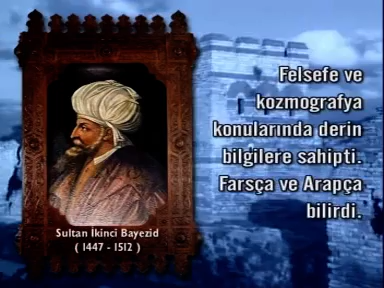 Felsefe ve
kozmografya
konularında derin
bilgilere sahipti.
Farsça ve Arapça
bilirdi.
Sultan İkinci Bayezid
( 1447 - 1512 )